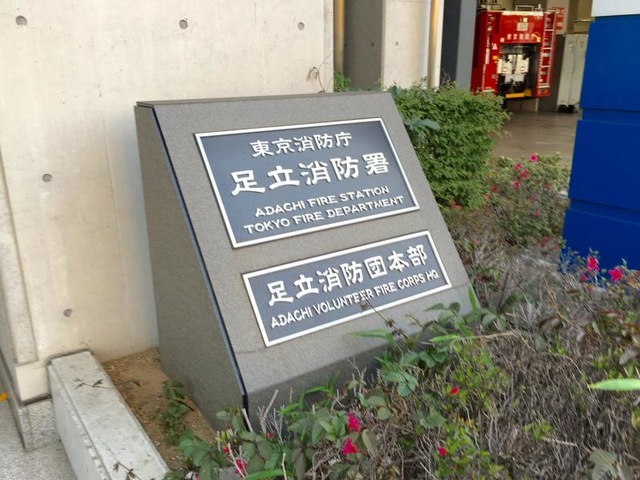 東京消防庁
足立消防署
ADACHI FIRE STATION
TOKYO FIRE DEPARTMENT
足立消防団本部
ADACHI VOLUNTEER FIRE CORPS HQ